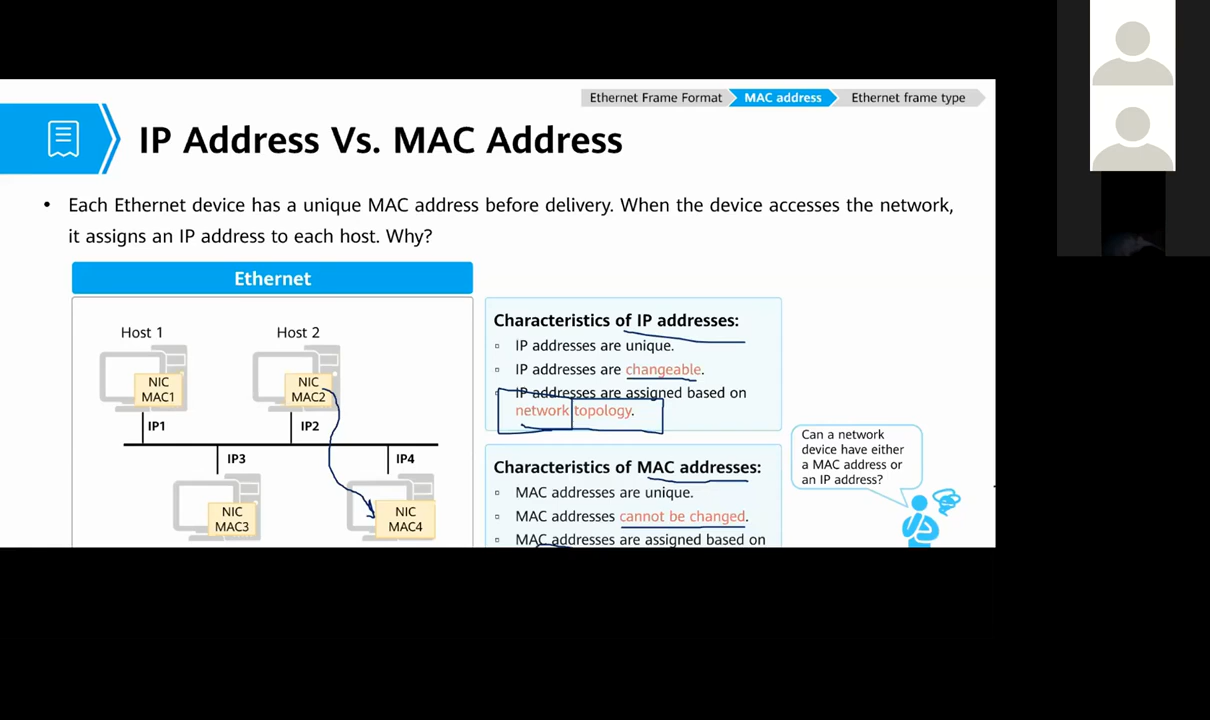 Ethernet Frame Format MAC address Ethernet frame type
IP Address Vs. MAC Address
• Each Ethernet device has a unique MAC address before delivery. When the device accesses the network,
it assigns an IP address to each host. Why?
Ethernet
Host 1
Host 2
NIC
MAC1
NIC
MAC2
IP1
IP2
IP3
IP4
NIC
MAC3
NIC
MAC4
Characteristics of IP addresses:
▫ IP addresses are unique.
▫ IP addresses are changeable.
▫ IP addresses are assigned based on
network topology.
Characteristics of MAC addresses:
▫ MAC addresses are unique.
▫ MAC addresses cannot be changed.
▫ MAC addresses are assigned based on
Can a network
device have either
a MAC address or
an IP address?